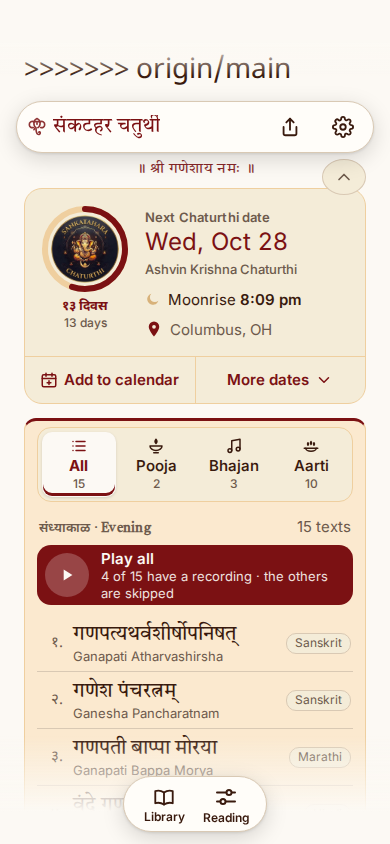 >>>>>>> origin/main
संकटहर चतुर्थी
॥ श्री गणेशाय नमः ॥
SANKATAHARA
CHATURTHI
Next Chaturthi date
Wed, Oct 28
Ashvin Krishna Chaturthi
१३ दिवस
13 days
Moonrise 8:09 pm
Columbus, OH
Add to calendar
More dates
All
15
Pooja
2
Bhajan
3
Aarti
10
संध्याकाळ · Evening
15 texts
Play all
4 of 15 have a recording · the others
are skipped
१. गणपत्यथर्वशीर्षोपनिषत्
Ganapati Atharvashirsha
Sanskrit
२. गणेश पंचरत्नम्
Ganesha Pancharatnam
Sanskrit
३. गणपती बाप्पा मोरया
Ganapati Bappa Morya
Marathi
वंदे
Library
Reading